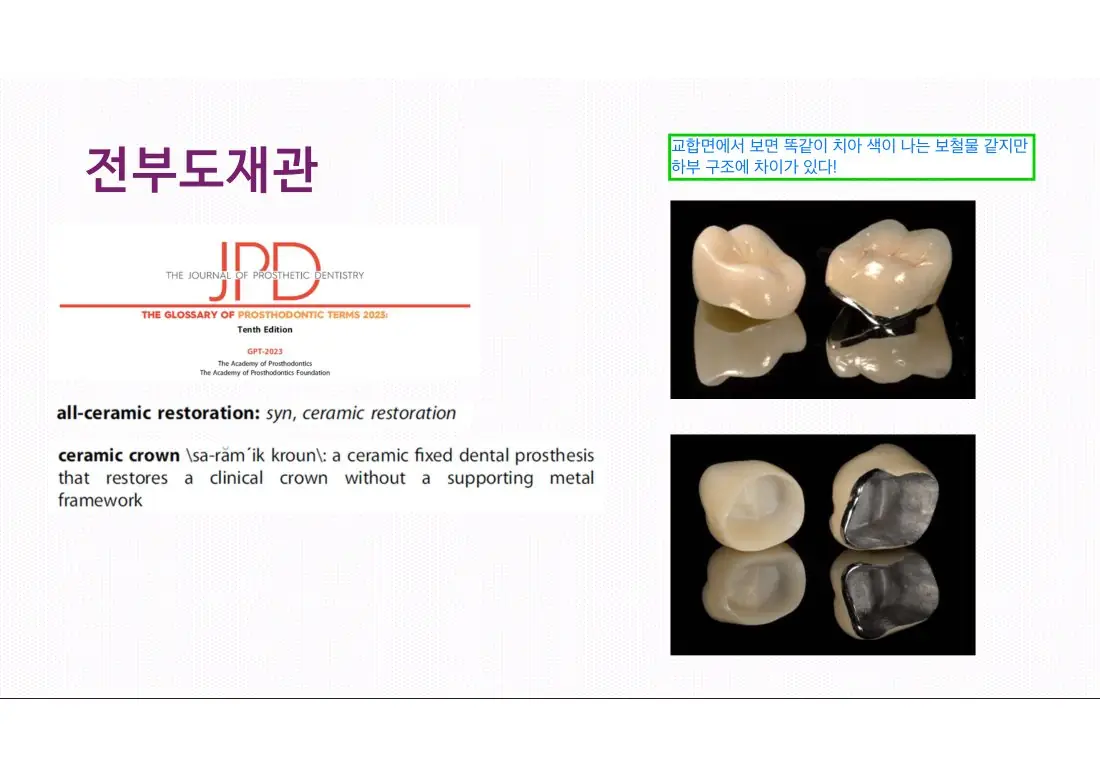 전부도재관
JPD
THE JOURNAL OF PROSTHETIC DENTISTRY
THE GLOSSARY OF PROSTHODONTIC TERMS 2023:
Tenth Edition
GPT-2023
The Academy of Prosthodontics
The Academy of Prosthodontics Foundation
all-ceramic restoration: syn, ceramic restoration
ceramic crown \sa-răm´ik kroun\: a ceramic fixed dental prosthesis
that restores a clinical crown without a supporting metal
framework
교합면에서 보면 똑같이 치아 색이 나는 보철물 같지만
하부 구조에 차이가 있다!